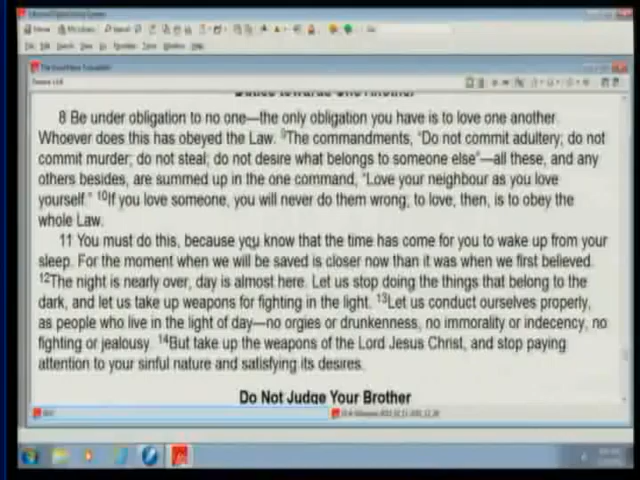 Duties Towards One Another
8 Be under obligation to no one—the only obligation you have is to love one another.
Whoever does this has obeyed the Law. 9The commandments, "Do not commit adultery; do not
commit murder; do not steal; do not desire what belongs to someone else"—all these, and any
others besides, are summed up in the one command, "Love your neighbour as you love
yourself." 10If you love someone, you will never do them wrong; to love, then, is to obey the
whole Law.
11 You must do this, because you know that the time has come for you to wake up from your
sleep. For the moment when we will be saved is closer now than it was when we first believed.
12The night is nearly over, day is almost here. Let us stop doing the things that belong to the
dark, and let us take up weapons for fighting in the light. 13Let us conduct ourselves properly,
as people who live in the light of day—no orgies or drunkenness, no immorality or indecency, no
fighting or jealousy. 14But take up the weapons of the Lord Jesus Christ, and stop paying
attention to your sinful nature and satisfying its desires.
Do Not Judge Your Brother